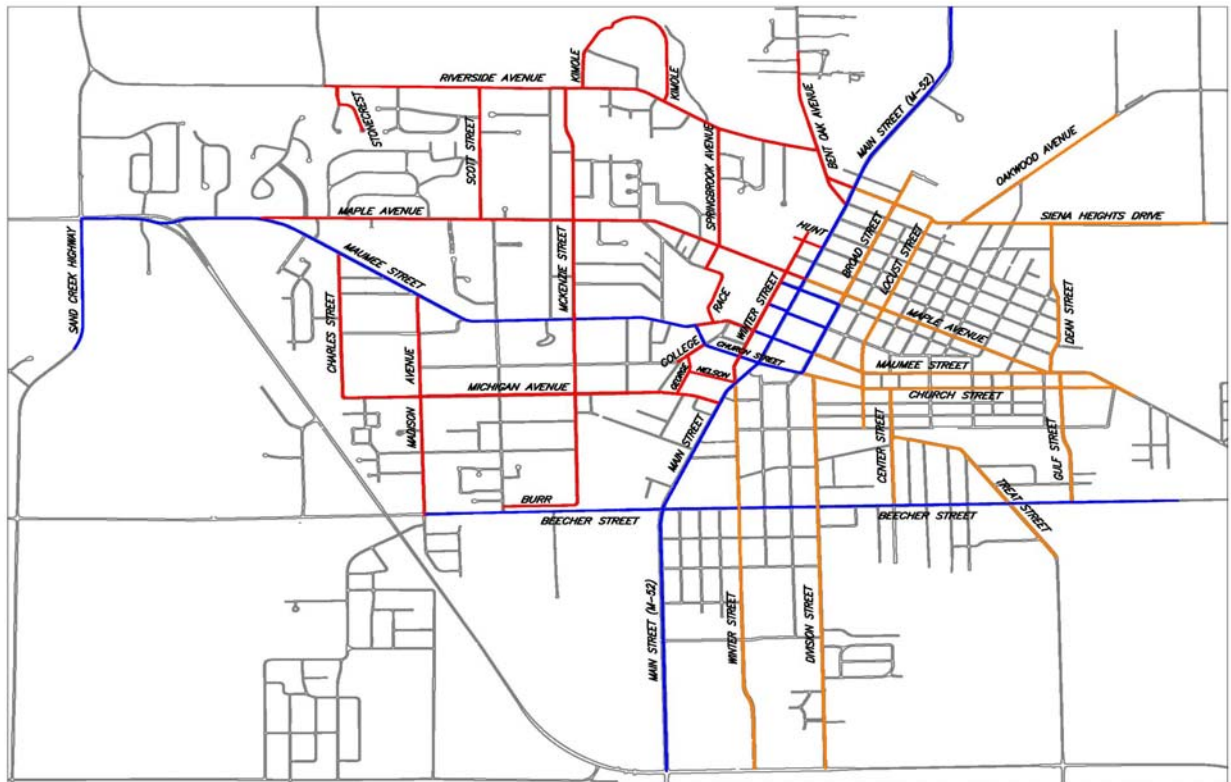 RIVERSIDE AVENUE
KIMOLE
KIMOLE
STONECREST
SCOTT STREET
SPRINGBROOK AVENUE
BENT OAK AVENUE
MAIN STREET (M-52)
OAKWOOD AVENUE
MAPLE AVENUE
SIENA HEIGHTS DRIVE
HUNT
BROAD STREET
LOCUST STREET
SAND CREEK HIGHWAY
MAUMEE STREET
MCKENZIE STREET
RACE
WINTER STREET
MAPLE AVENUE
DEAN STREET
CHARLES STREET
COLLEGE
CHURCH STREET
MAUMEE STREET
MADISON AVENUE
MICHIGAN AVENUE
GEORGE
NELSON
CHURCH STREET
MAIN STREET
CENTER STREET
GULF STREET
TREAT STREET
BURR
BEECHER STREET
BEECHER STREET
MAIN STREET (M-52)
WINTER STREET
DIVISION STREET